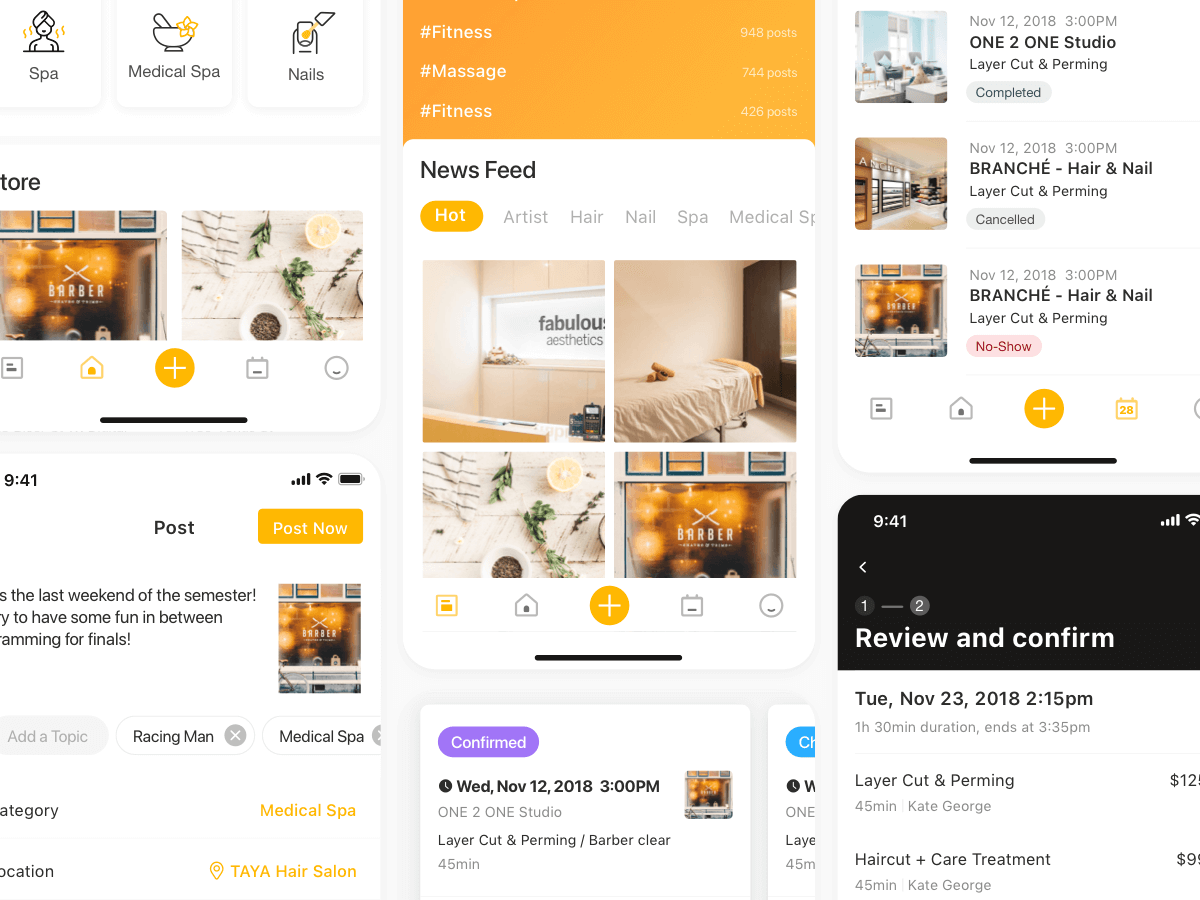 Spa
Medical Spa
Nails
tore
BARBER
#Fitness
948 posts
#Massage
744 posts
#Fitness
426 posts
News Feed
Hot
Artist
Hair
Nail
Spa
Medical Sp
fabulous
aesthetics
BARBER
Nov 12, 2018 3:00PM
ONE 2 ONE Studio
Layer Cut & Perming
Completed
Nov 12, 2018 3:00PM
BRANCHÉ - Hair & Nail
Layer Cut & Perming
Cancelled
Nov 12, 2018 3:00PM
BRANCHÉ - Hair & Nail
Layer Cut & Perming
No-Show
28
9:41
Post
Post Now
s the last weekend of the semester!
ry to have some fun in between
ramming for finals!
BARBER
Add a Topic
Racing Man
Medical Spa
ategory
Medical Spa
ocation
TAYA Hair Salon
Confirmed
Wed, Nov 12, 2018 3:00PM
ONE 2 ONE Studio
Layer Cut & Perming / Barber clear
45min
Ch
W
ONE
Laye
45m
9:41
1
2
Review and confirm
Tue, Nov 23, 2018 2:15pm
1h 30min duration, ends at 3:35pm
Layer Cut & Perming
$125
45min
Kate George
Haircut + Care Treatment
$99
45min
Kate George